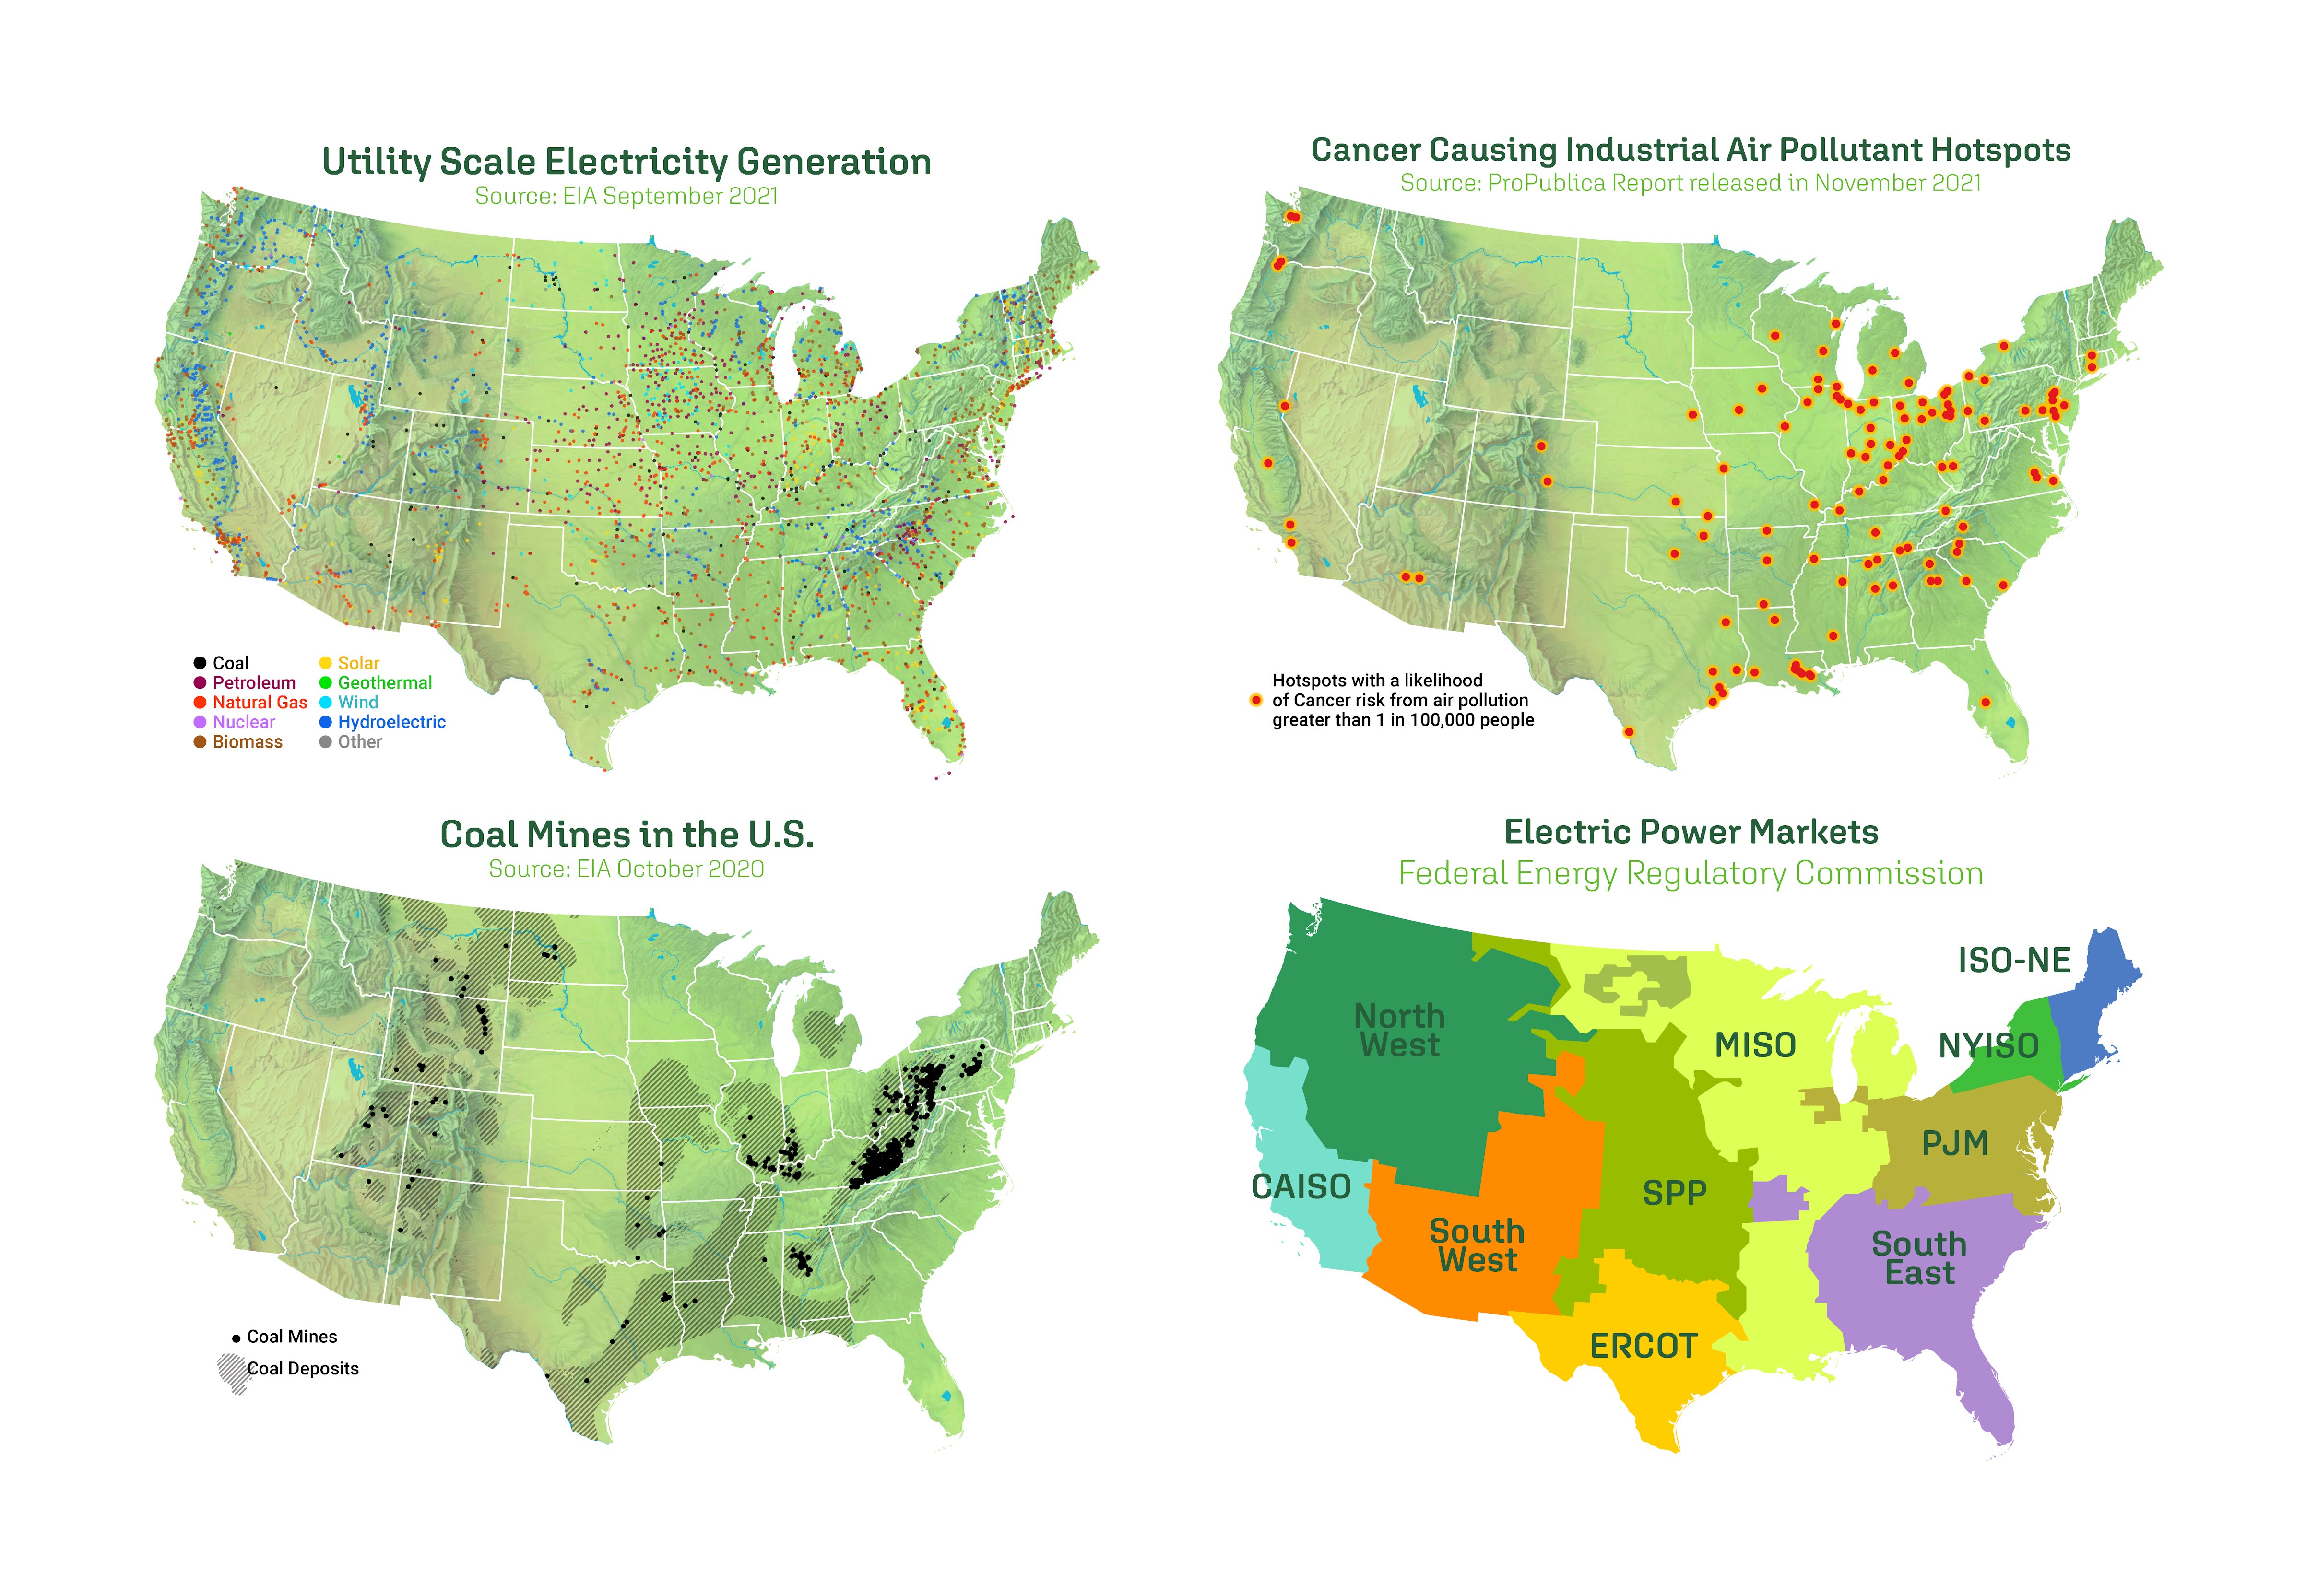 Utility Scale Electricity Generation
Source: EIA September 2021
Coal
Petroleum
Natural Gas
Nuclear
Biomass
Solar
Geothermal
Wind
Hydroelectric
Other
Cancer Causing Industrial Air Pollutant Hotspots
Source: ProPublica Report released in November 2021
Hotspots with a likelihood
of Cancer risk from air pollution
greater than 1 in 100,000 people
Coal Mines in the U.S.
Source: EIA October 2020
Coal Mines
Coal Deposits
Electric Power Markets
Federal Energy Regulatory Commission
ISO-NE
North
West
MISO
NYISO
PJM
CAISO
SPP
South
West
South
East
ERCOT